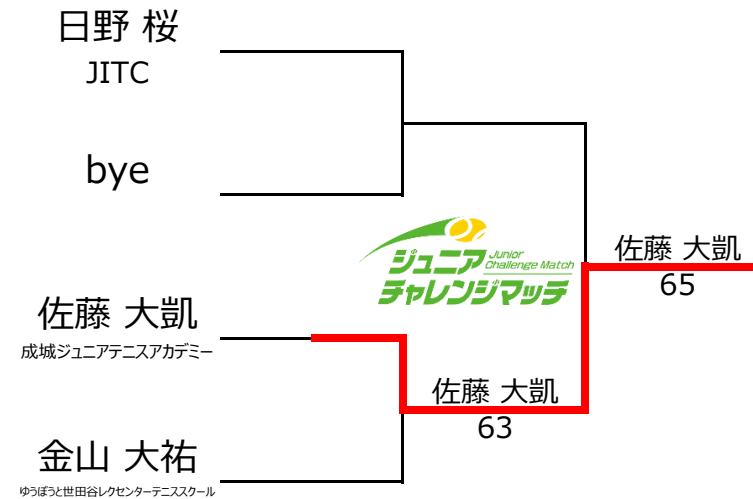 日野 桜
JITC
bye
ジュニア
Junior
Challenge Match
チャレンジマッチ
佐藤 大凱
65
佐藤 大凱
成城ジュニアテニスアカデミー
佐藤 大凱
63
金山 大祐
ゆうぽうと世田谷レクセンターテニススクール